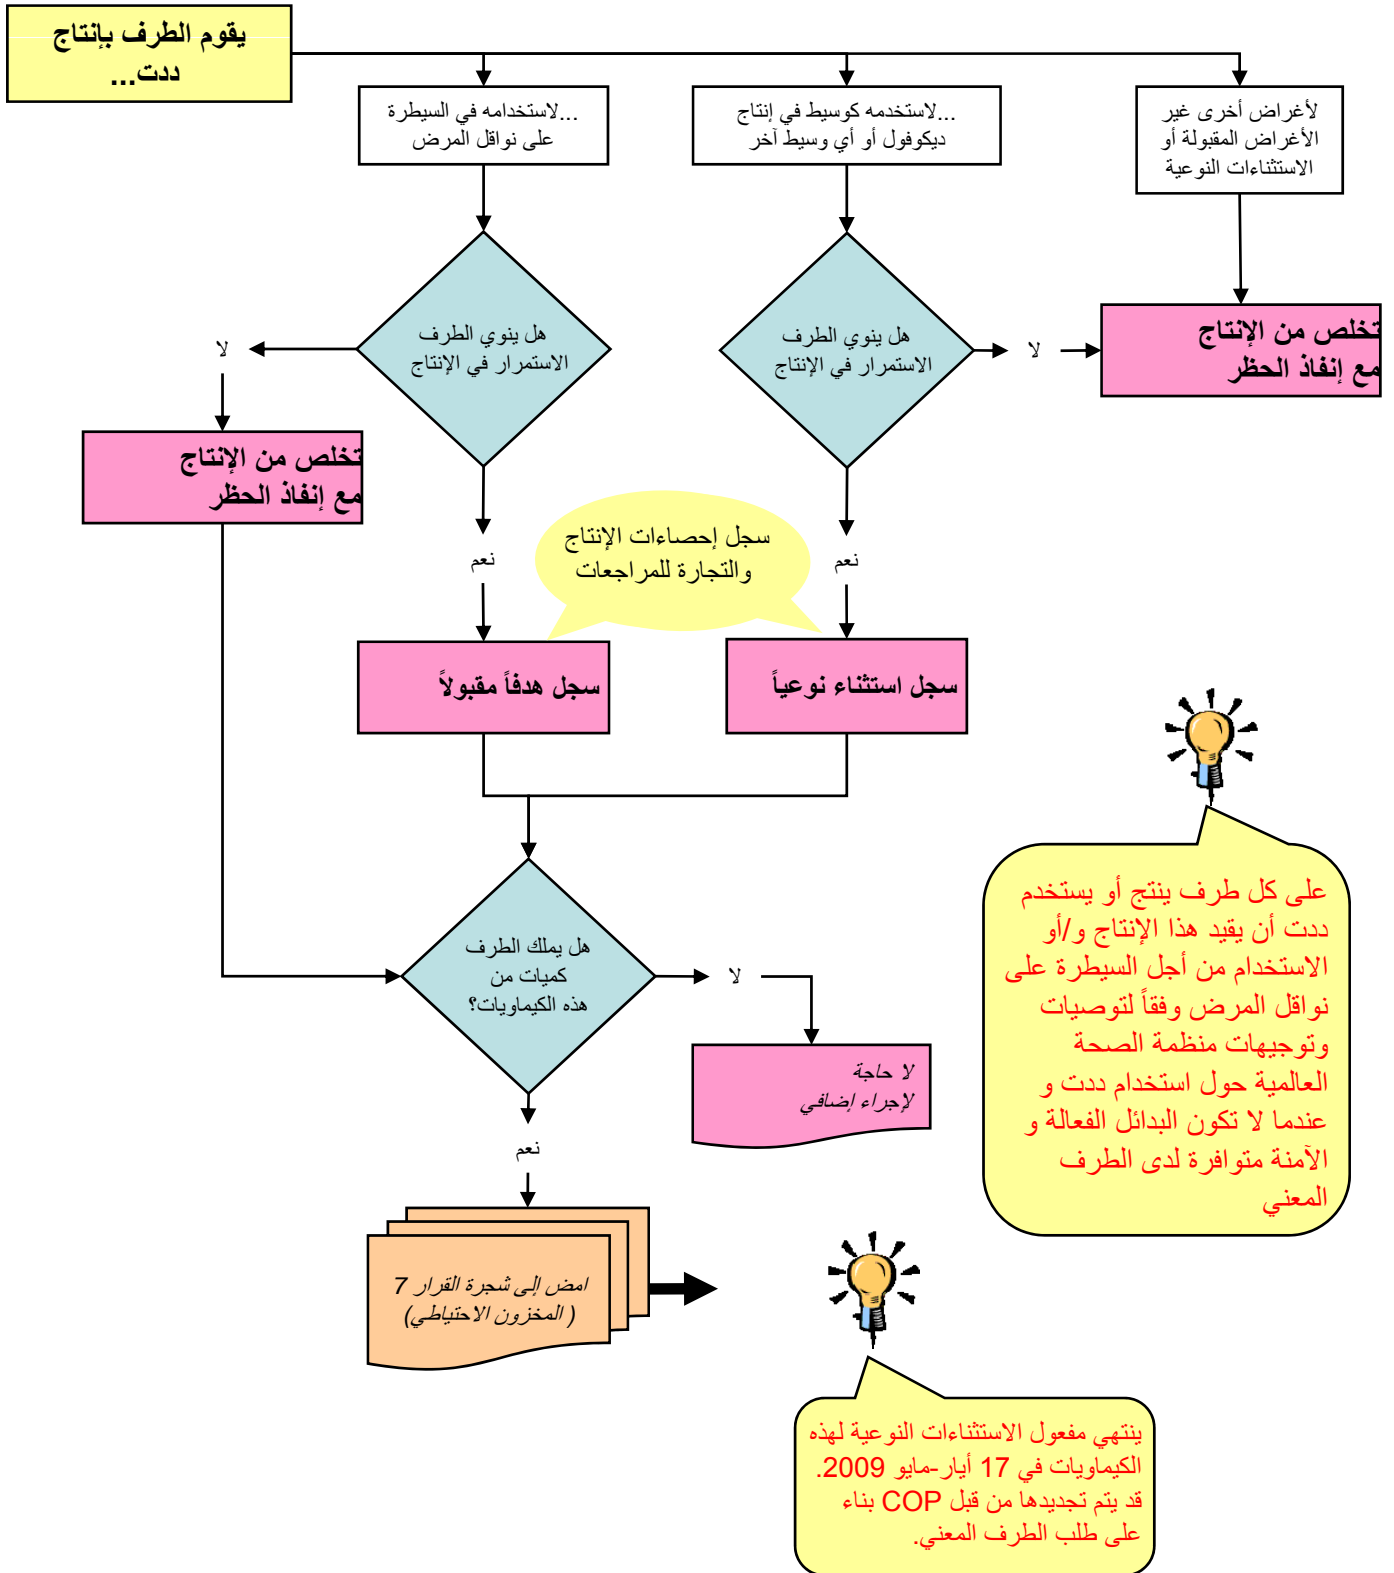 يقوم الطرف بإنتاج
ددت...
...لاستخدامه في السيطرة
على نواقل المرض
...لاستخدمه كوسيط في إنتاج
ديكوفول أو أي وسيط آخر
لأغراض أخرى غير
الأغراض المقبولة أو
الاستثناءات النوعية
هل ينوي الطرف
الاستمرار في الإنتاج
هل ينوي الطرف
الاستمرار في الإنتاج
لا
لا
تخلص من الإنتاج
مع إنفاذ الحظر
تخلص من الإنتاج
مع إنفاذ الحظر
نعم
سجل إحصاءات الإنتاج
والتجارة للمراجعات
نعم
سجل هدفاً مقبولاً
سجل استثناء نوعياً
هل يملك الطرف
كميات من
هذه الكيماويات؟
لا
لا حاجة
لإجراء إضافي
نعم
امض إلى شجرة القرار 7
( المخزون الاحتياطي)
على كل طرف ينتج أو يستخدم
ددت أن يقيد هذا الإنتاج و/أو
الاستخدام من أجل السيطرة على
نواقل المرض وفقاً لتوصيات
وتوجيهات منظمة الصحة
العالمية حول استخدام ددت و
عندما لا تكون البدائل الفعالة و
الآمنة متوافرة لدى الطرف
المعني
ينتهي مفعول الاستثناءات النوعية لهذه
الكيماويات في 17 أيار-مايو 2009.
قد يتم تجديدها من قبل COP بناء
على طلب الطرف المعني.